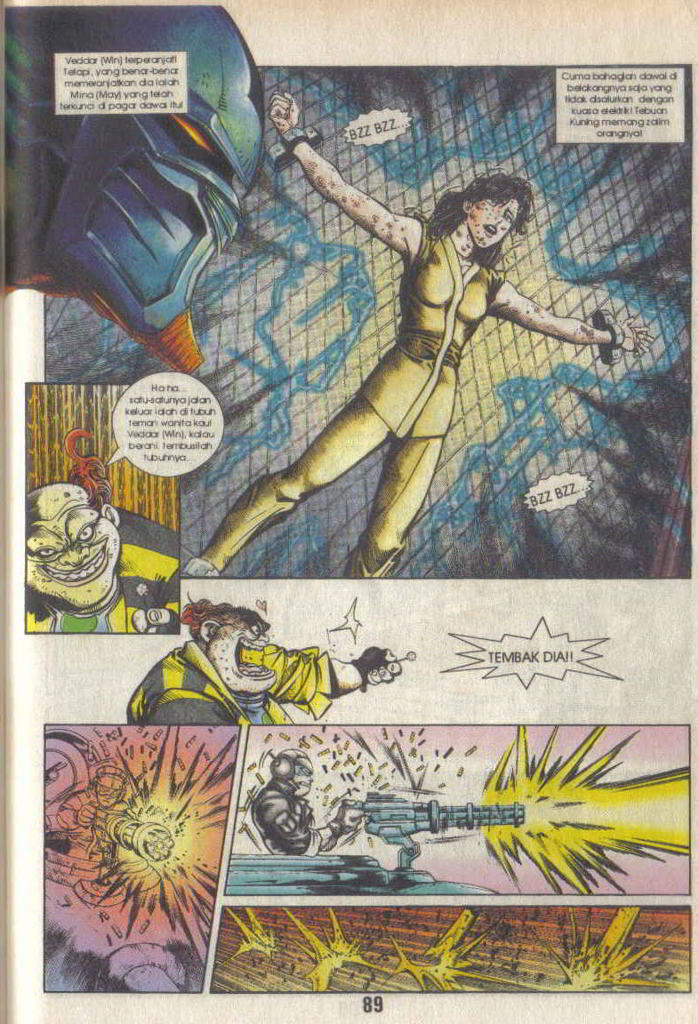 Veddar (Win) terperanjat!
Tetapi, yang benar-benar
memeranjatkan dia ialah
Mina (May) yang telah
terkunci di pagar dawai itu!
BZZ BZZ...
Cuma bahagian dawai di
belakangnya saja yang
tidak disalurkan dengan
kuasa elektrik! Tebuan
Kuning memang zalim
orangnya!
Ha ha...
satu-satunya jalan
keluar ialah di tubuh
teman wanita kau!
Veddar (Win), kalau
berani, tembusilah
tubuhnya.
BZZ BZZ...
TEMBAK DIA!!
89